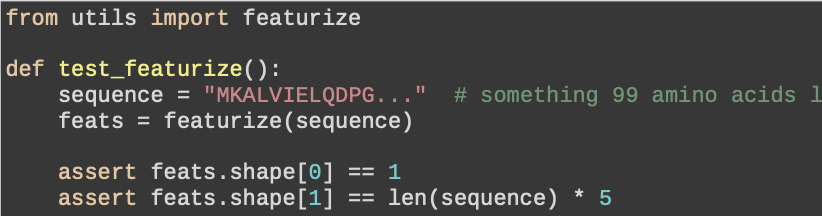 from utils import featurize
def test_featurize():
sequence = "MKALVIELQDPG..." # something 99 amino acids l
feats = featurize(sequence)
assert feats.shape[0] == 1
assert feats.shape[1] == len(sequence) * 5